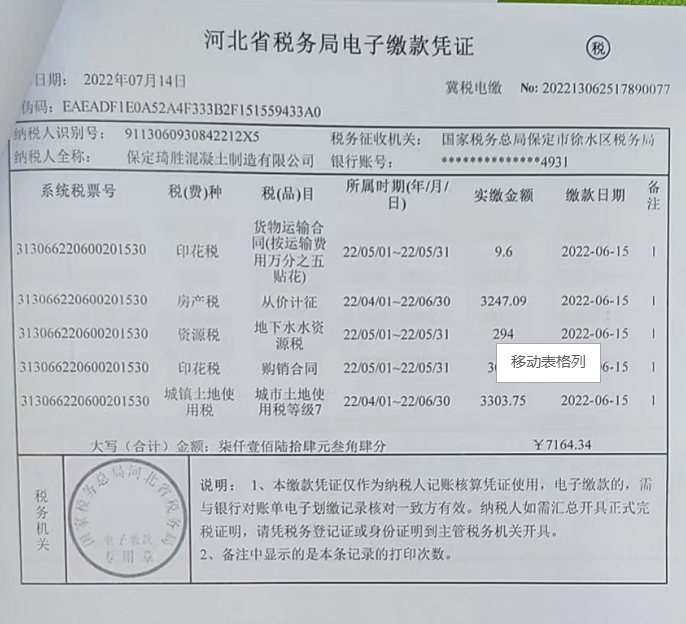 河北省税务局电子缴款凭证
税
日期： 2022年07月14日
冀税电缴 No: 202213062517890077
伪码： EAEADF1E0A52A4F333B2F151559433A0
纳税人识别号： 9113060930842212X5 税务征收机关： 国家税务总局保定市徐水区税务局
纳税人全称： 保定琦胜混凝土制造有限公司 银行账号： **************4931
系统税票号 税(费)种 税(品)目 所属时期(年/月/日) 实缴金额 缴款日期 备注
313066220600201530 印花税 货物运输合同(按运输费用万分之五贴花) 22/05/01~22/05/31 9.6 2022-06-15 1
313066220600201530 房产税 从价计征 22/04/01~22/06/30 3247.09 2022-06-15 1
313066220600201530 资源税 地下水水资源税 22/05/01~22/05/31 294 2022-06-15 1
移动表格列
313066220600201530 印花税 购销合同 22/05/01~22/05/31 -06-15 1
313066220600201530 城镇土地使用税 城市土地使用税等级7 22/04/01~22/06/30 3303.75 2022-06-15 1
大写（合计）金额：柒仟壹佰陆拾肆元叁角肆分 ￥7164.34
税务机关
国家税务总局河北省税务局
电子缴款
专用章
说明： 1、本缴款凭证仅作为纳税人记账核算凭证使用，电子缴款的，需
与银行对账单电子划缴记录核对一致方有效。纳税人如需汇总开具正式完
税证明，请凭税务登记证或身份证明到主管税务机关开具。
2、备注中显示的是本条记录的打印次数。